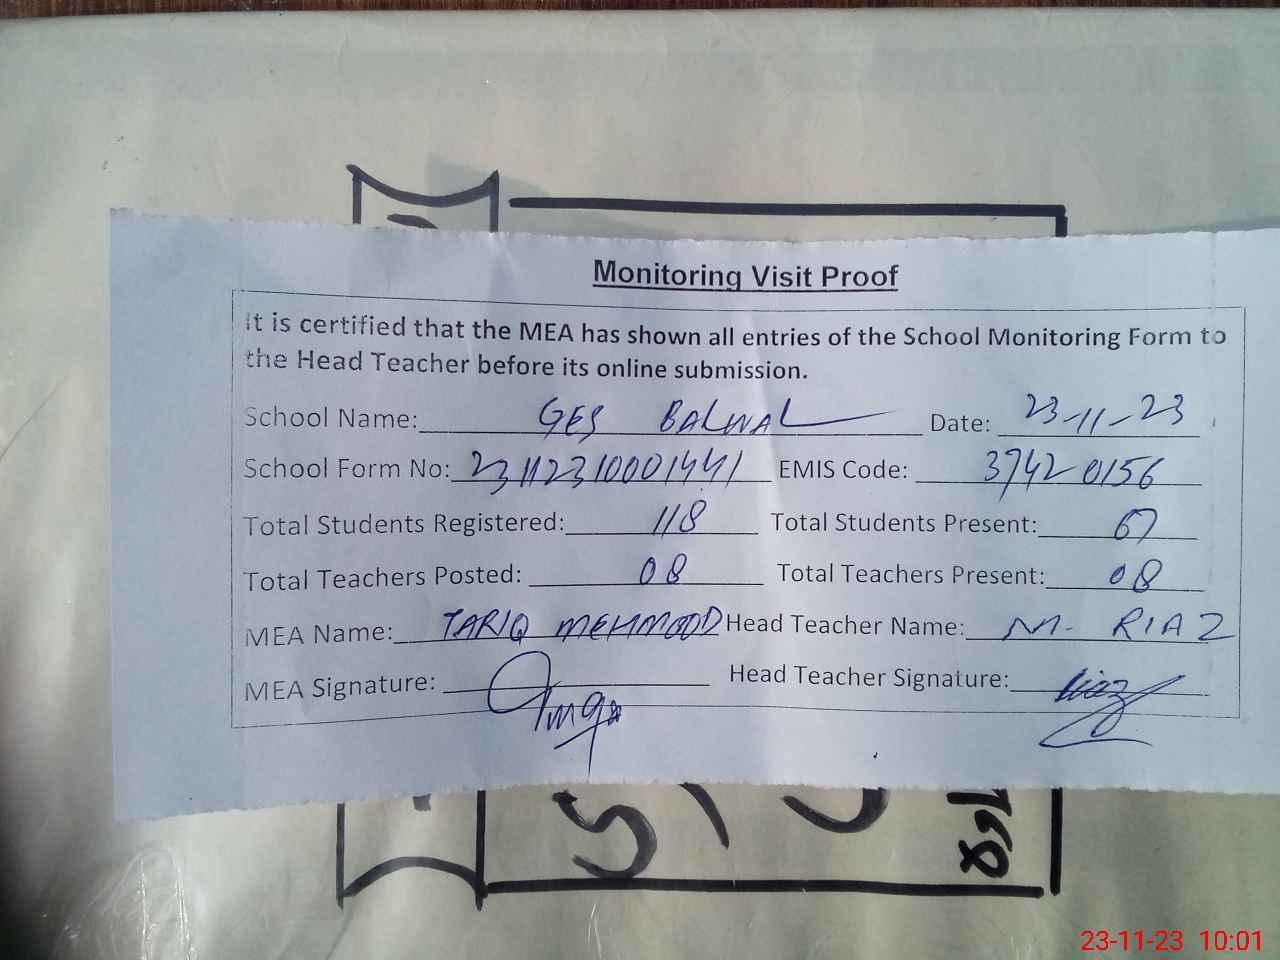 Monitoring Visit Proof
It is certified that the MEA has shown all entries of the School Monitoring Form to
the Head Teacher before its online submission.
School Name: GES BALWAL Date: 23-11-23
School Form No: 23112310001441 EMIS Code: 37420156
Total Students Registered: 118 Total Students Present: 67
Total Teachers Posted: 08 Total Teachers Present: 08
MEA Name: TARIQ MEHMOOD Head Teacher Name: M. RIAZ
MEA Signature: Head Teacher Signature: Riaz
23-11-23 10:01